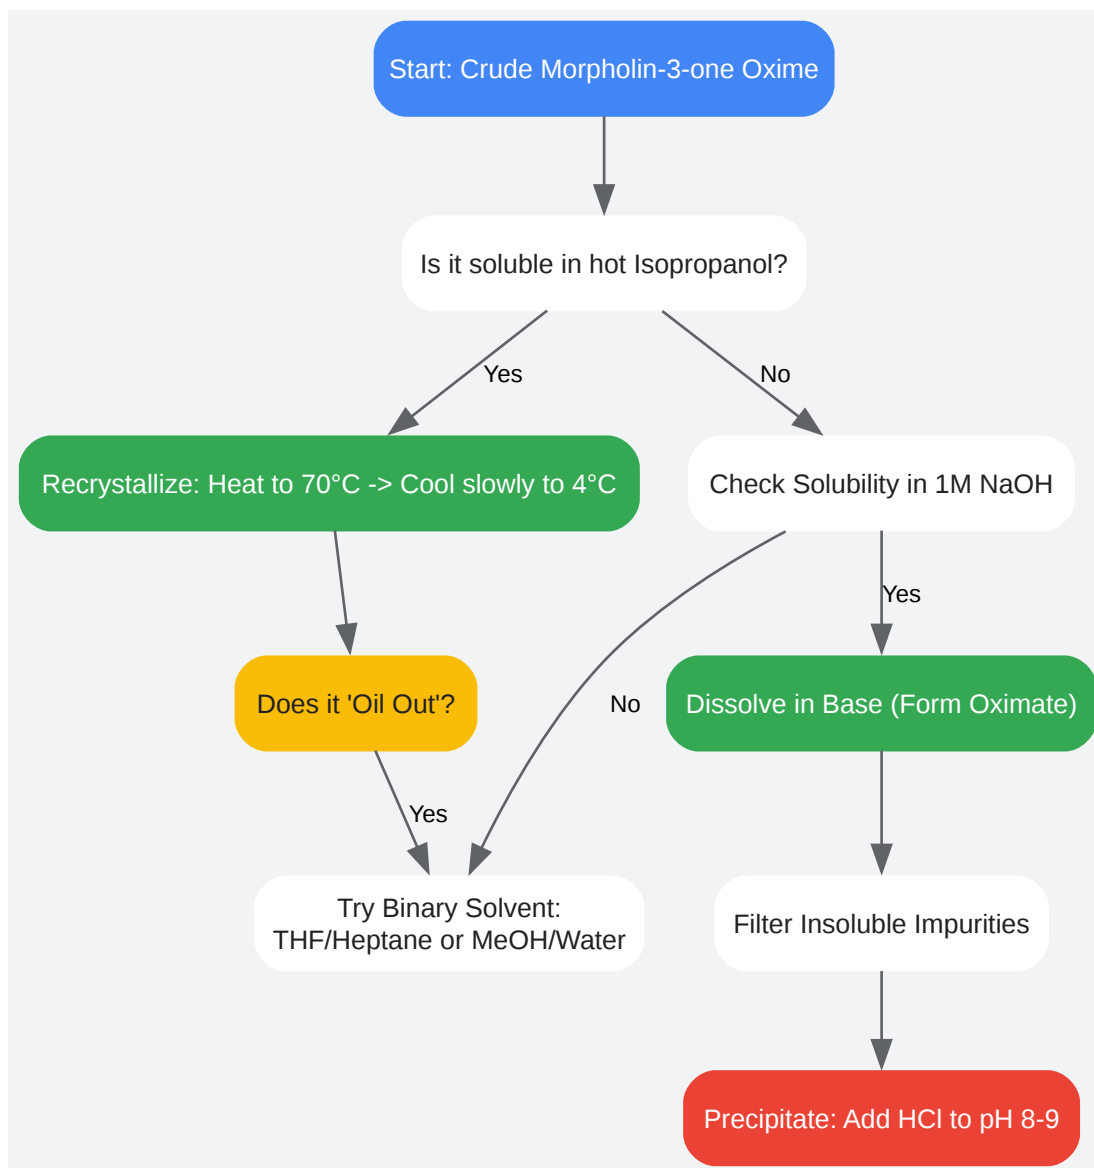 Start: Crude Morpholin-3-one Oxime
Is it soluble in hot Isopropanol?
Yes
No
Recrystallize: Heat to 70°C -> Cool slowly to 4°C
Check Solubility in 1M NaOH
Yes
Does it 'Oil Out'?
No
Dissolve in Base (Form Oximate)
Yes
Try Binary Solvent:
THF/Heptane or MeOH/Water
Filter Insoluble Impurities
Precipitate: Add HCl to pH 8-9